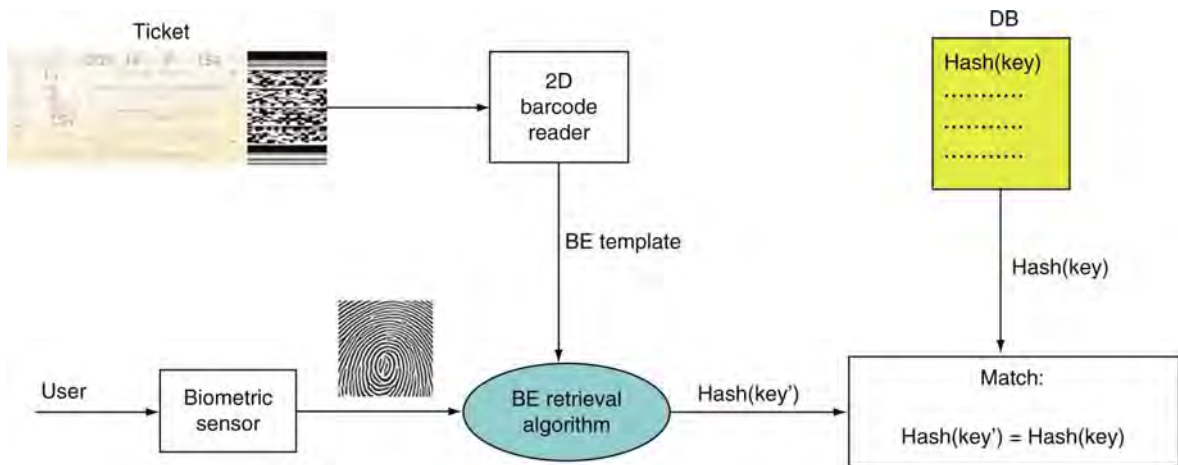 Ticket
DB
2D
barcode
reader
Hash(key)
...........
...........
...........
BE template
Hash(key)
User
Biometric
sensor
BE retrieval
algorithm
Hash(key’)
Match:
Hash(key’) = Hash(key)